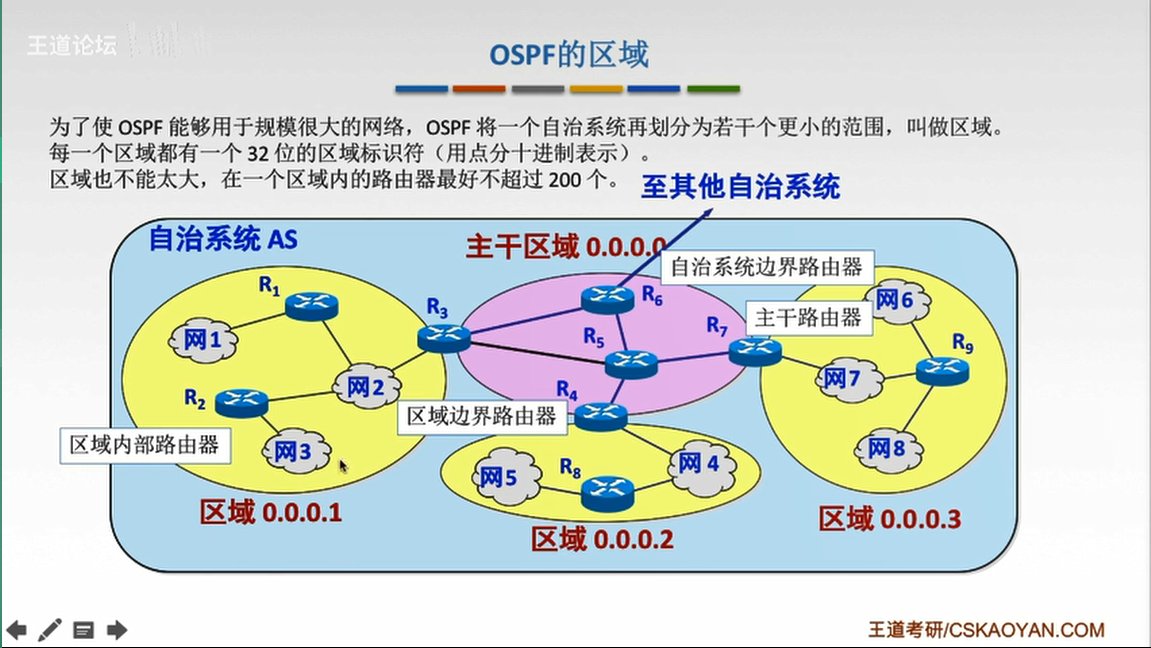 王道论坛
OSPF的区域
为了使 OSPF 能够用于规模很大的网络，OSPF 将一个自治系统再划分为若干个更小的范围，叫做区域。
每一个区域都有一个 32 位的区域标识符（用点分十进制表示）。
区域也不能太大，在一个区域内的路由器最好不超过 200 个。
至其他自治系统
自治系统 AS
主干区域 0.0.0.0
自治系统边界路由器
R1
R3
R6
网6
主干路由器
网1
R5
R7
R9
网2
网7
R2
R4
区域边界路由器
区域内部路由器
网3
网5
R8
网4
网8
区域 0.0.0.1
区域 0.0.0.2
区域 0.0.0.3
王道考研/CSKAOYAN.COM